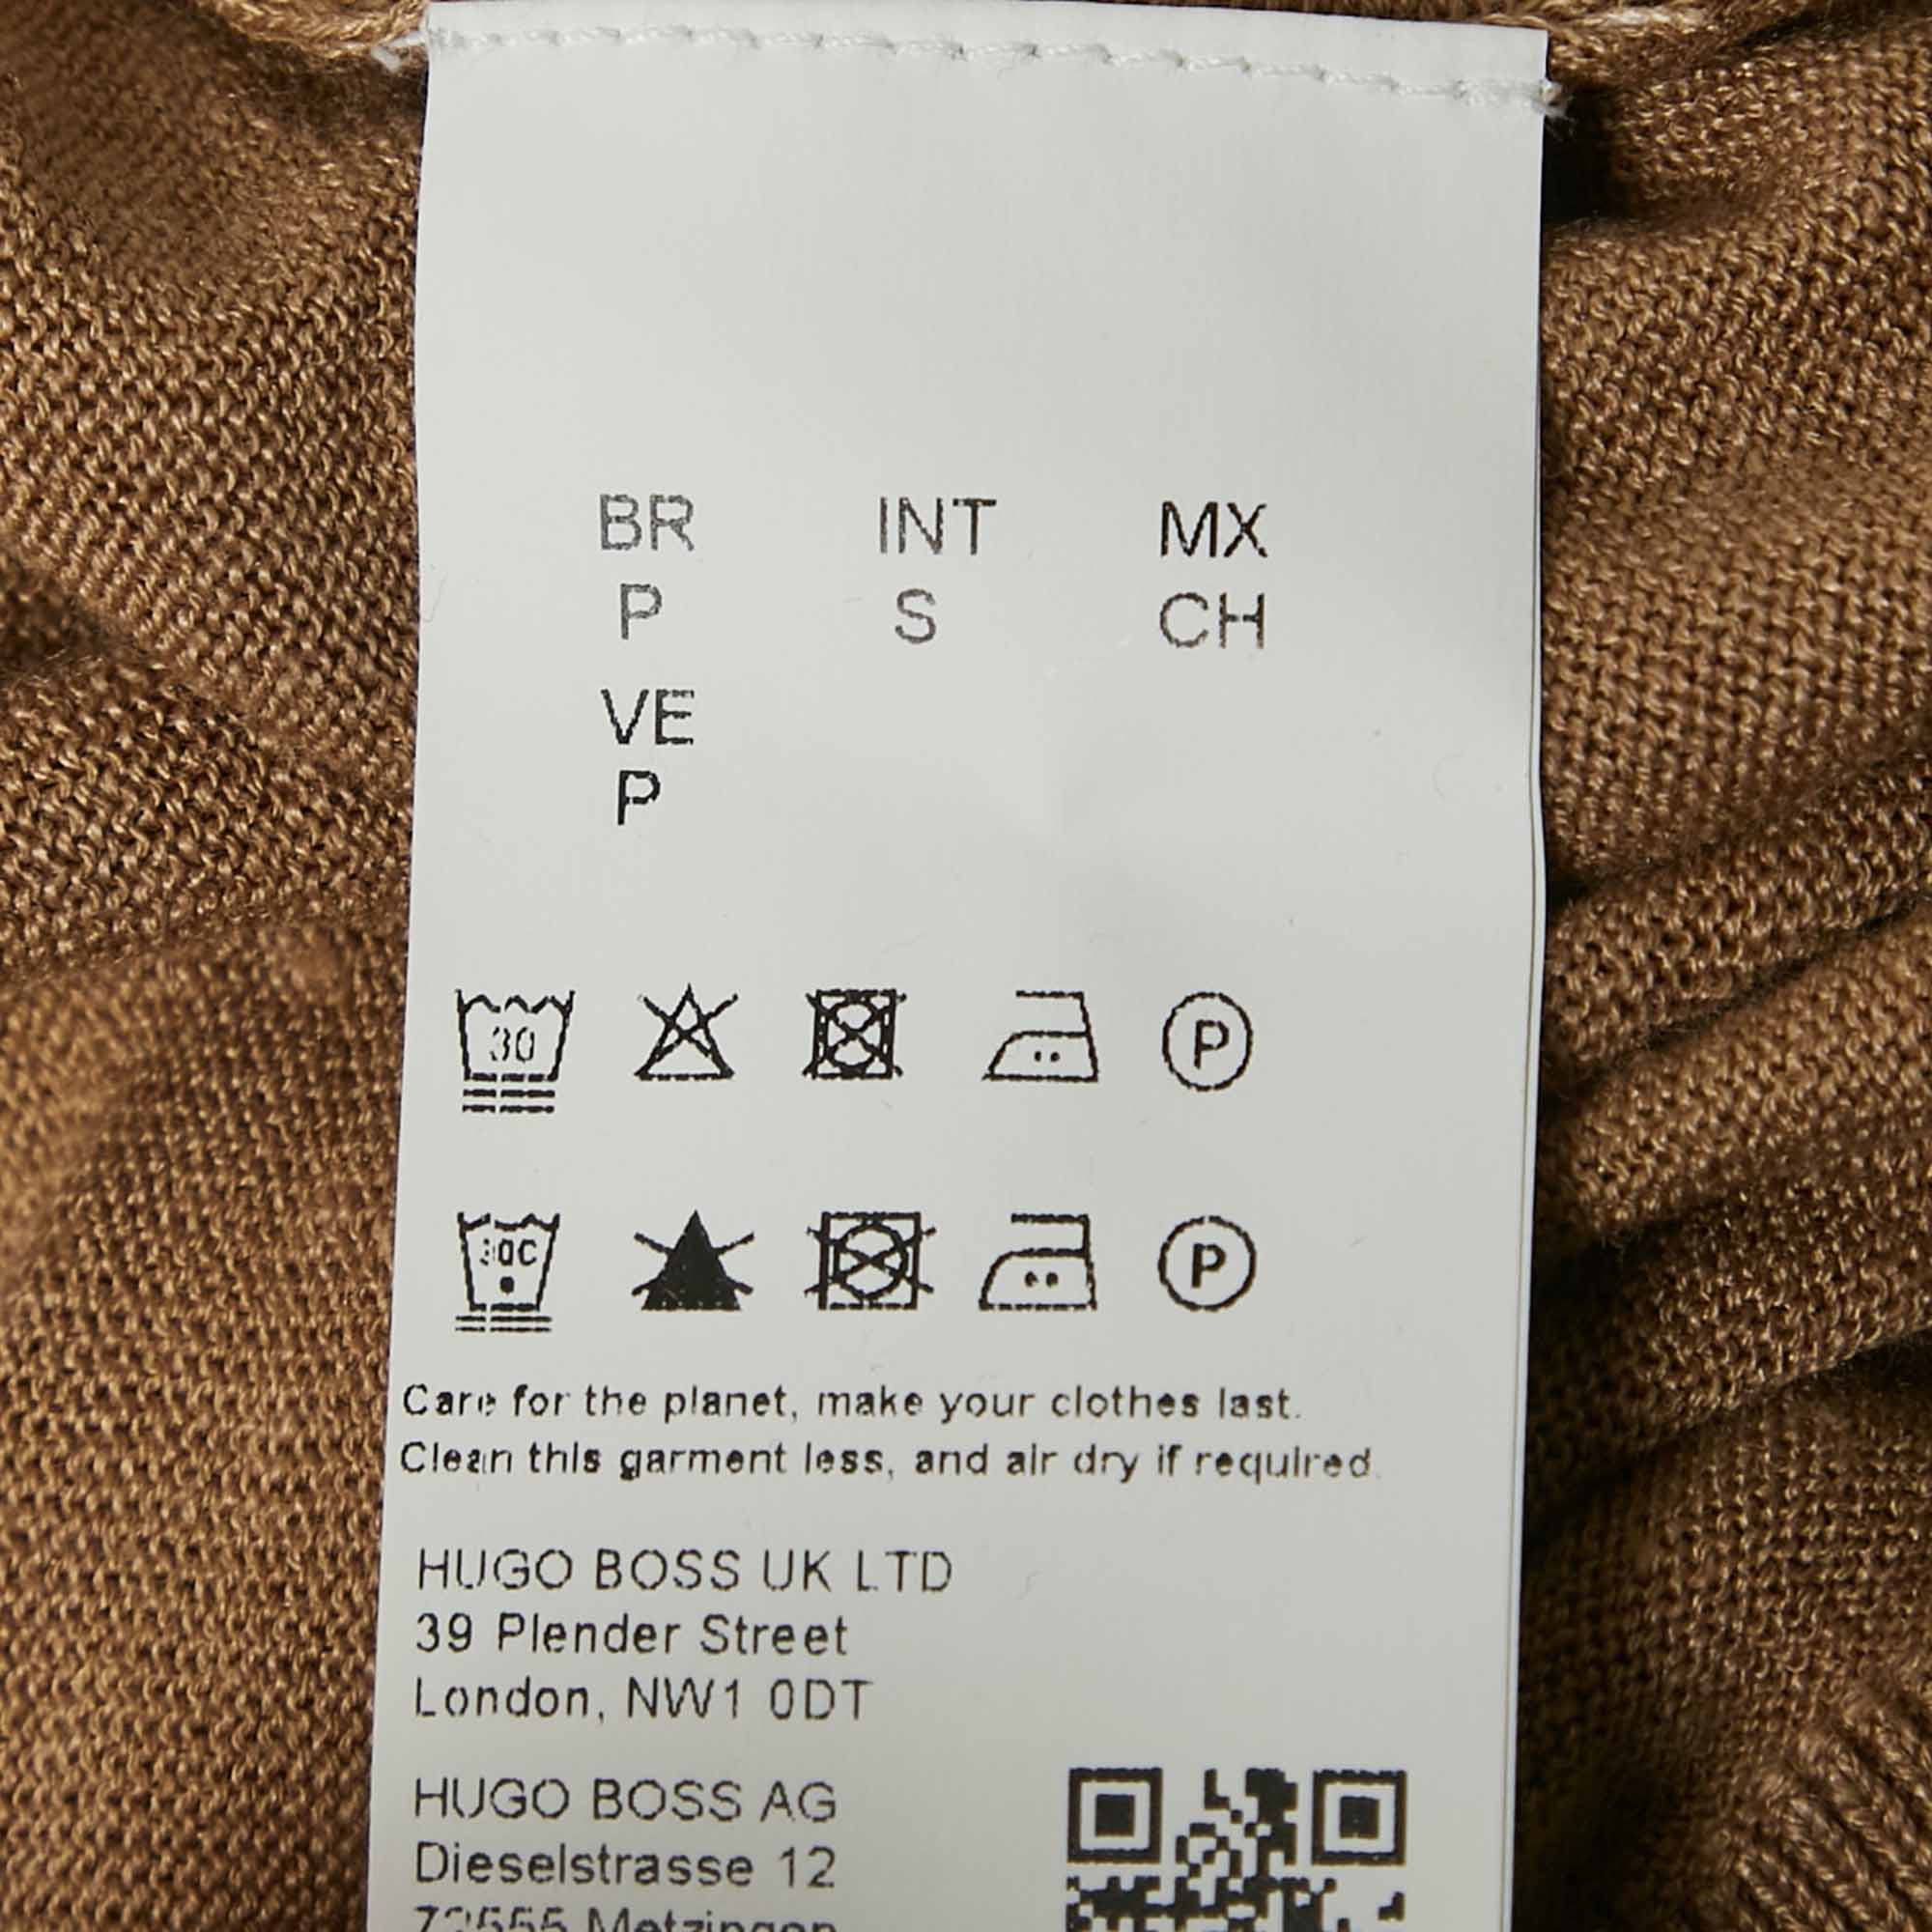 BR INT MX
P S CH
VE
P
30 P
30C P
Care for the planet, make your clothes last.
Clean this garment less, and air dry if required.
HUGO BOSS UK LTD
39 Plender Street
London, NW1 0DT
HUGO BOSS AG
Dieselstrasse 12
Metzingen